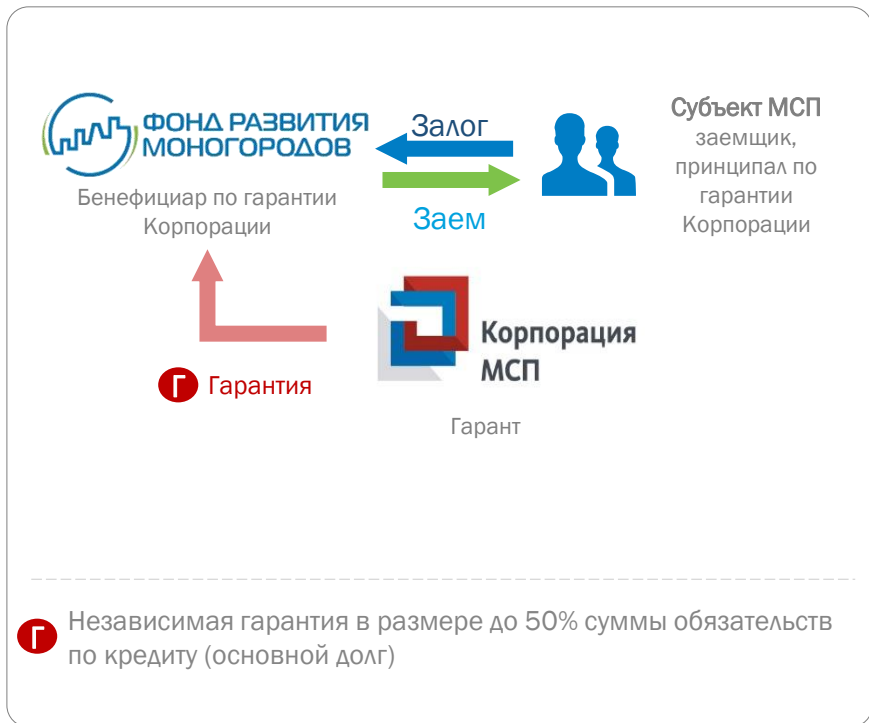 ФОНД РАЗВИТИЯ
МОНОГОРОДОВ
Бенефициар по гарантии
Корпорации
Залог
Заем
Субъект МСП
заемщик,
принципал по
гарантии
Корпорации
Г Гарантия
Корпорация
МСП
Гарант
Г Независимая гарантия в размере до 50% суммы обязательств
по кредиту (основной долг)